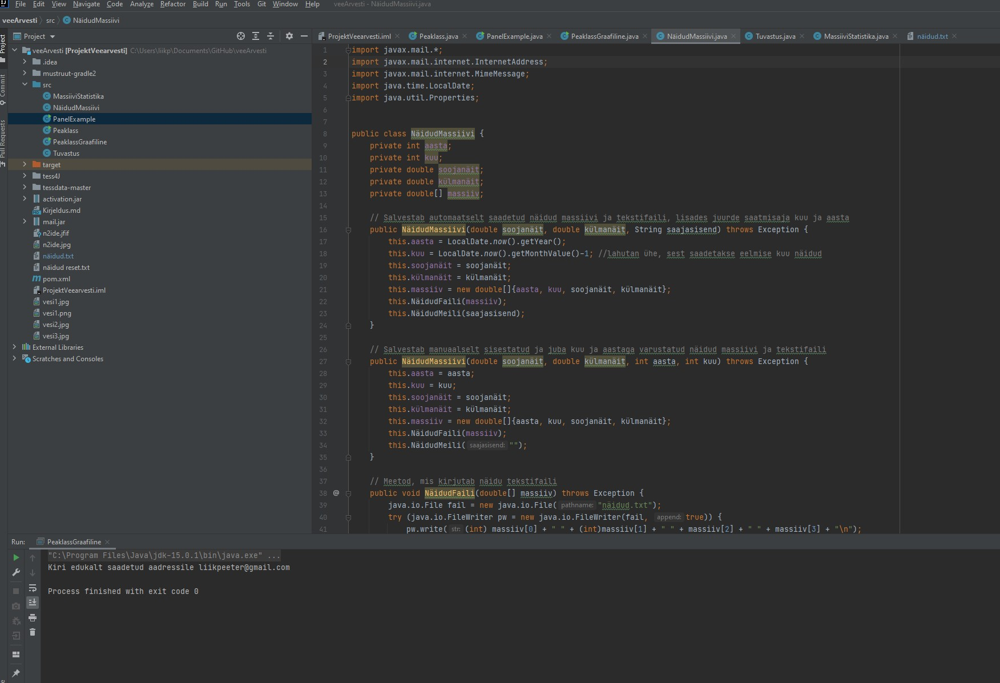 File Edit View Navigate Code Analyze Refactor Build Run Tools Git Window Help veeArvesti - NäidudMassiivi.java
veeArvesti src NäidudMassiivi
Project
Commit
Pull Requests
Project
veeArvesti [ProjektVeearvesti] C:\Users\liikp\Documents\GitHub\veeArvesti
.idea
mustruut-gradle2
src
MassiiviStatistika
NäidudMassiivi
PanelExample
Peaklass
PeaklassGraafiline
Tuvastus
target
tess4J
tessdata-master
activation.jar
Kirjeldus.md
mail.jar
n2ide.jfif
n2ide.jpg
näidud.txt
näidud reset.txt
pom.xml
ProjektVeearvesti.iml
vesi1.jpg
vesi1.png
vesi2.jpg
vesi3.jpg
External Libraries
Scratches and Consoles
ProjektVeearvesti.iml Peaklass.java PanelExample.java PeaklassGraafiline.java NäidudMassiivi.java Tuvastus.java MassiiviStatistika.java näidud.txt
1 import javax.mail.*;
2 import javax.mail.internet.InternetAddress;
3 import javax.mail.internet.MimeMessage;
4 import java.time.LocalDate;
5 import java.util.Properties;
6
7
8 public class NäidudMassiivi {
9 private int aasta;
10 private int kuu;
11 private double soojanäit;
12 private double külmanäit;
13 private double[] massiiv;
14
15 // Salvestab automaatselt saadetud näidud massiivi ja tekstifaili, lisades juurde saatmisaja kuu ja aasta
16 public NäidudMassiivi(double soojanäit, double külmanäit, String saajasisend) throws Exception {
17 this.aasta = LocalDate.now().getYear();
18 this.kuu = LocalDate.now().getMonthValue()-1; //lahutan ühe, sest saadetakse eelmise kuu näidud
19 this.soojanäit = soojanäit;
20 this.külmanäit = külmanäit;
21 this.massiiv = new double[]{aasta, kuu, soojanäit, külmanäit};
22 this.NäidudFaili(massiiv);
23 this.NäidudMeili(saajasisend);
24 }
25
26 // Salvestab manuaalselt sisestatud ja juba kuu ja aastaga varustatud näidud massiivi ja tekstifaili
27 public NäidudMassiivi(double soojanäit, double külmanäit, int aasta, int kuu) throws Exception {
28 this.aasta = aasta;
29 this.kuu = kuu;
30 this.soojanäit = soojanäit;
31 this.külmanäit = külmanäit;
32 this.massiiv = new double[]{aasta, kuu, soojanäit, külmanäit};
33 this.NäidudFaili(massiiv);
34 this.NäidudMeili( saajasisend: "");
35 }
36
37 // Meetod, mis kirjutab näidu tekstifaili
38 @ public void NäidudFaili(double[] massiiv) throws Exception {
39 java.io.File fail = new java.io.File( pathname: "näidud.txt");
40 try (java.io.FileWriter pw = new java.io.FileWriter(fail, append: true)) {
41 pw.write( str: (int) massiiv[0] + " " + (int)massiiv[1] + " " + massiiv[2] + " " + massiiv[3] + "\n");
Run: PeaklassGraafiline
"C:\Program Files\Java\jdk-15.0.1\bin\java.exe" ...
Kiri edukalt saadetud aadressile liikpeeter@gmail.com
Process finished with exit code 0